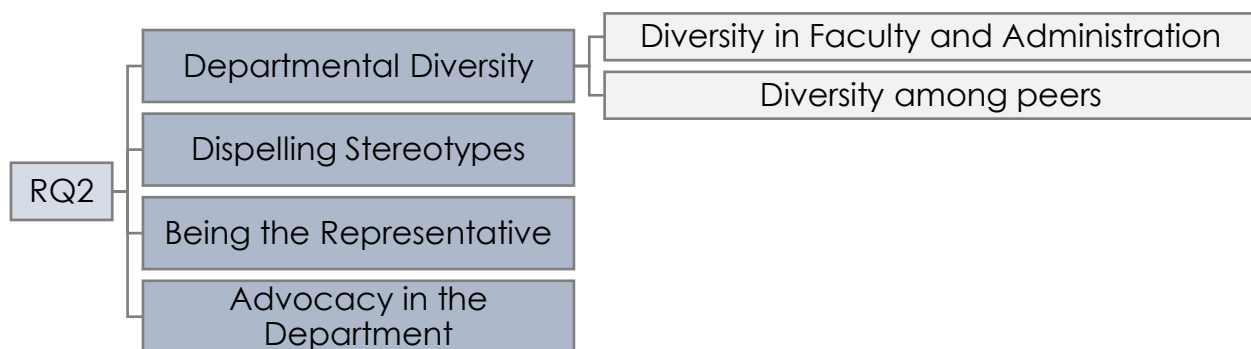 RQ2
Departmental Diversity
Diversity in Faculty and Administration
Diversity among peers
Dispelling Stereotypes
Being the Representative
Advocacy in the
Department